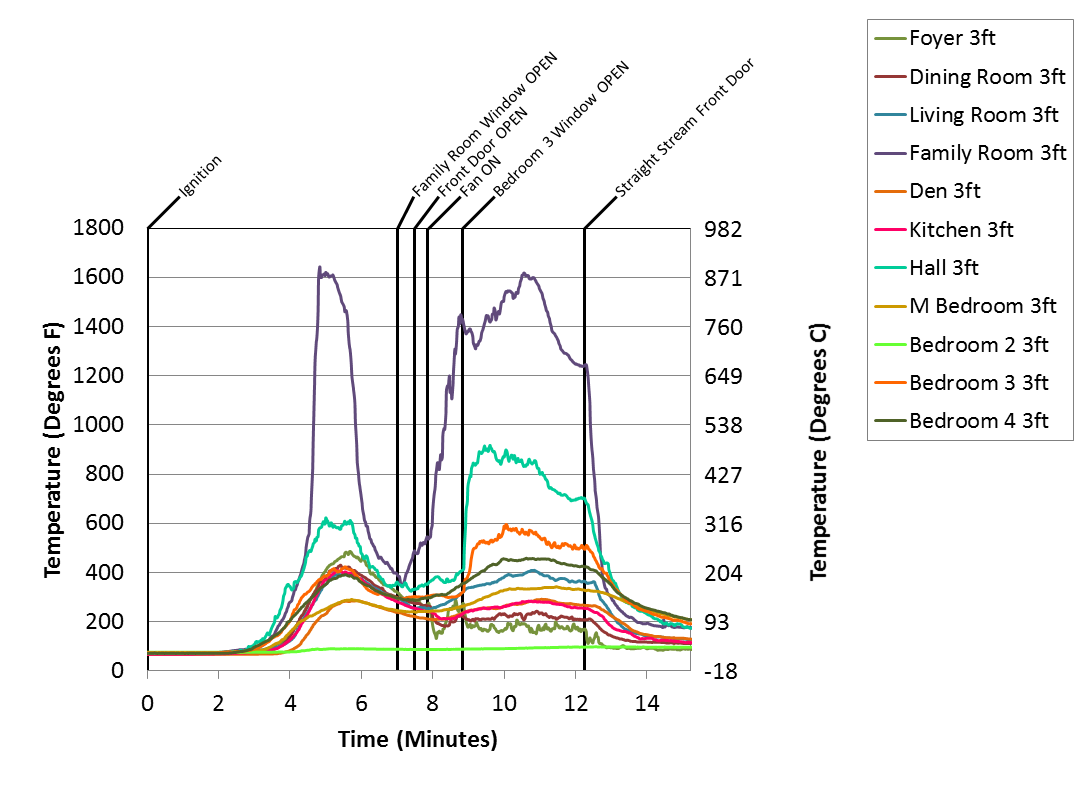 Ignition
Family Room Window OPEN
Front Door OPEN
Fan ON
Bedroom 3 Window OPEN
Straight Stream Front Door
Temperature (Degrees F)
1800
1600
1400
1200
1000
800
600
400
200
0
982
871
760
649
538
427
316
204
93
-18
Temperature (Degrees C)
0 2 4 6 8 10 12 14
Time (Minutes)
Foyer 3ft
Dining Room 3ft
Living Room 3ft
Family Room 3ft
Den 3ft
Kitchen 3ft
Hall 3ft
M Bedroom 3ft
Bedroom 2 3ft
Bedroom 3 3ft
Bedroom 4 3ft